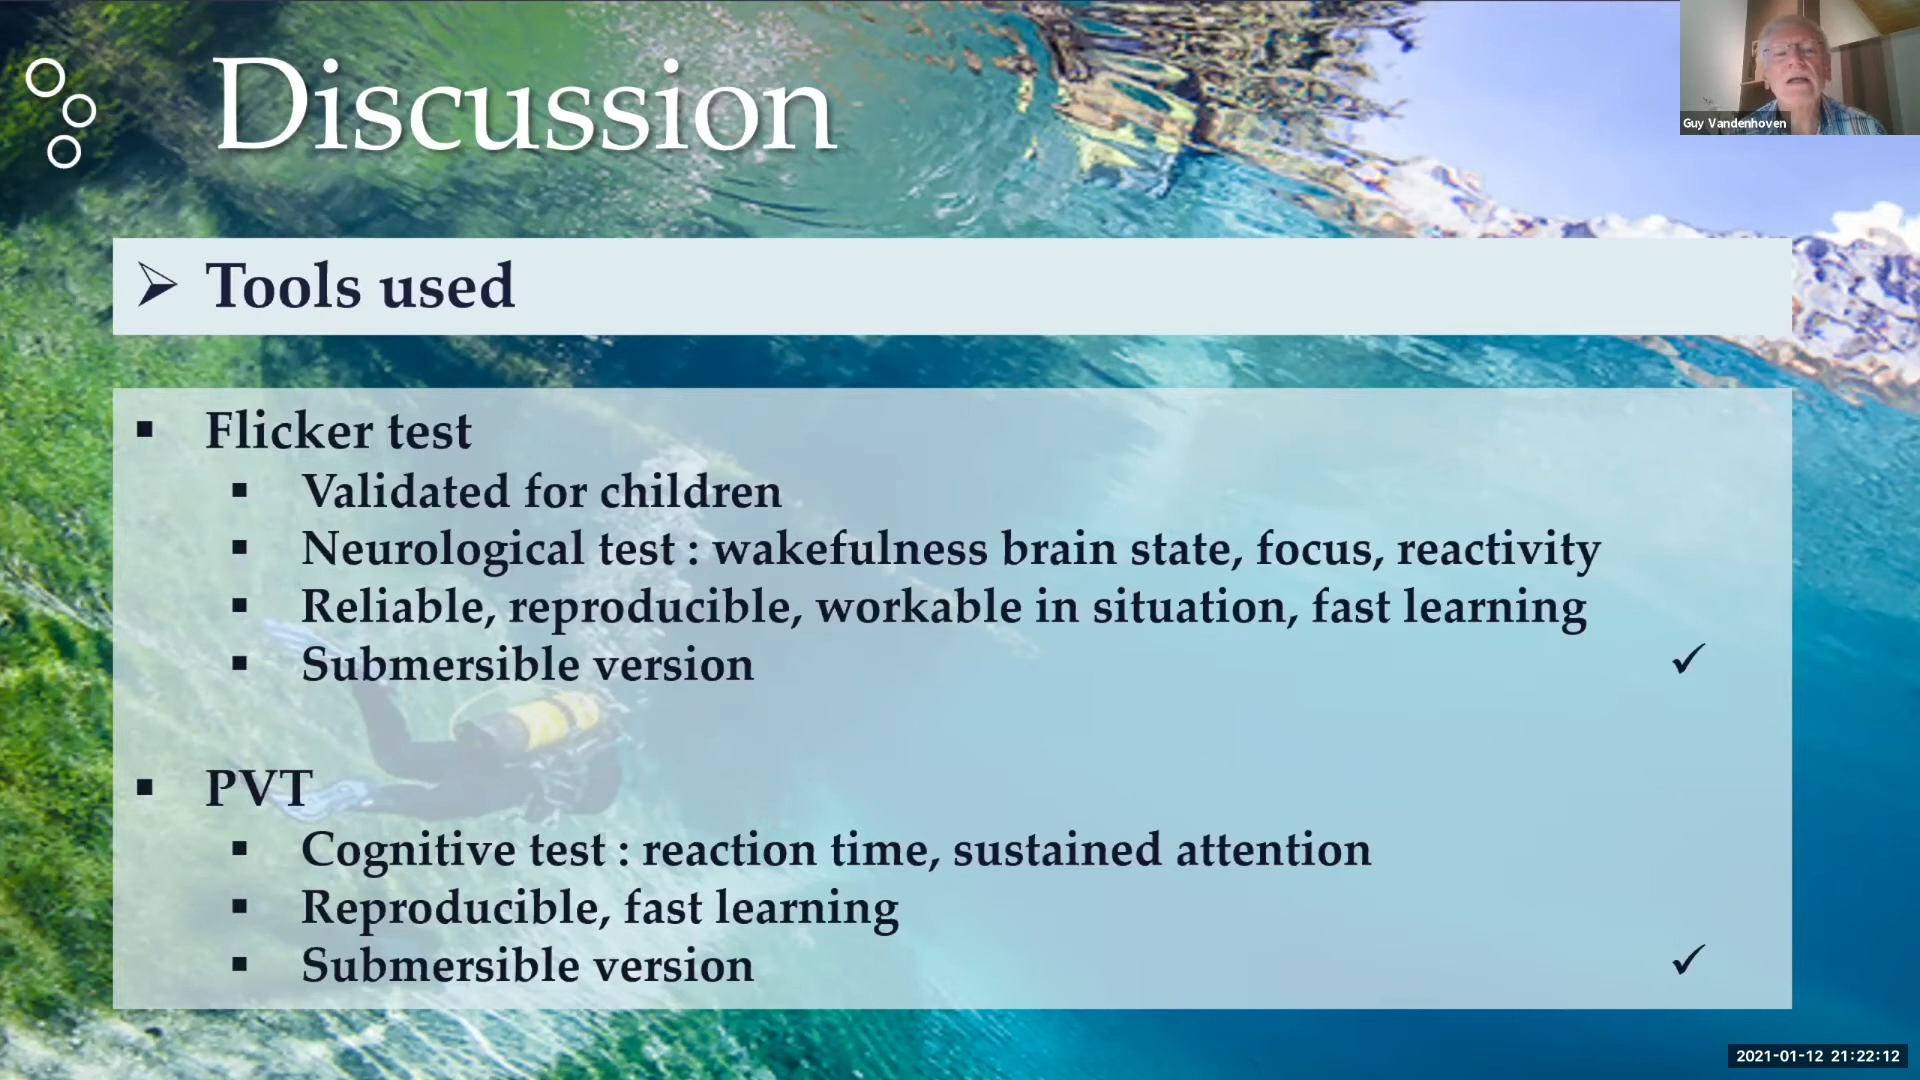 Discussion
Guy Vandenhoven
➢ Tools used
▪ Flicker test
▪ Validated for children
▪ Neurological test : wakefulness brain state, focus, reactivity
▪ Reliable, reproducible, workable in situation, fast learning
▪ Submersible version ✓
▪ PVT
▪ Cognitive test : reaction time, sustained attention
▪ Reproducible, fast learning
▪ Submersible version ✓
2021-01-12 21:22:12